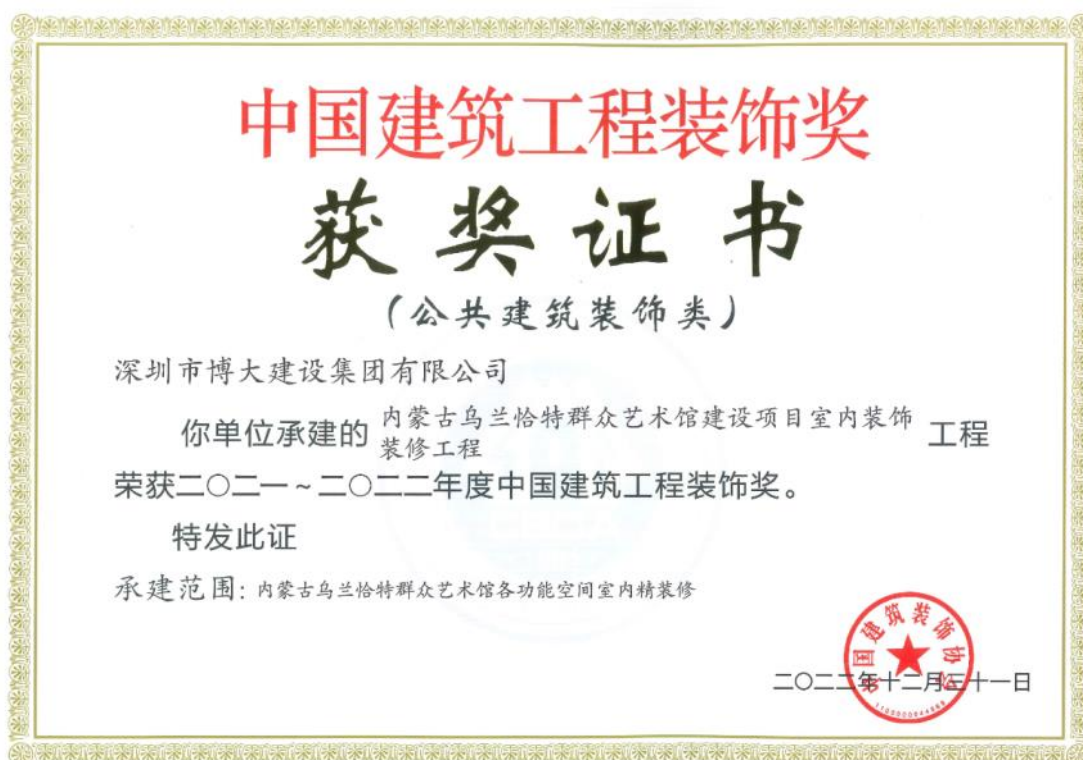 中国建筑工程装饰奖
获奖证书
（公共建筑装饰类）
深圳市博大建设集团有限公司
你单位承建的 内蒙古乌兰恰特群众艺术馆建设项目室内装饰
装修工程 工程
荣获二〇二一~二〇二二年度中国建筑工程装饰奖。
特发此证
承建范围：内蒙古乌兰恰特群众艺术馆各功能空间室内精装修
中国建筑装饰协会
二〇二二年十二月三十一日